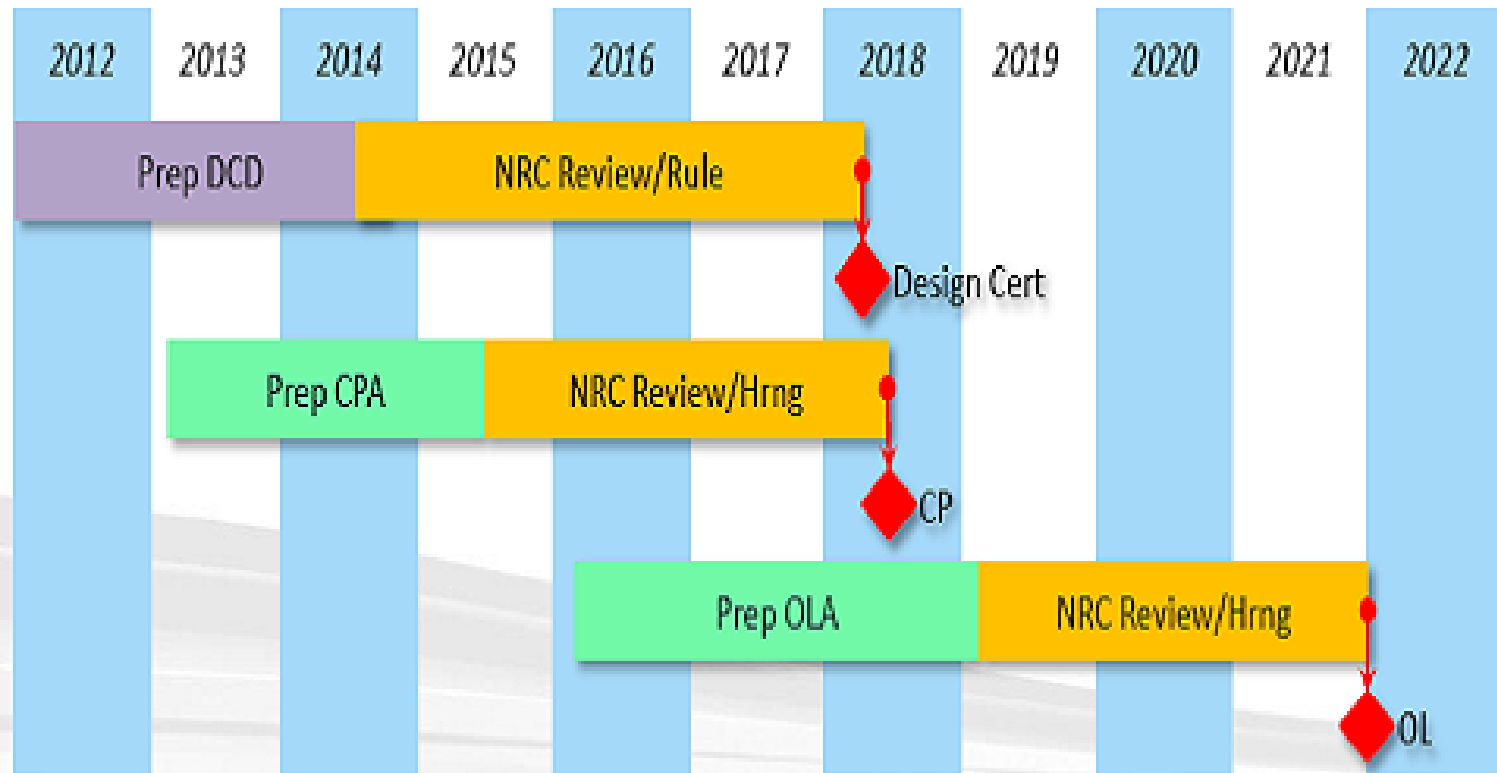 2012 2013 2014 2015 2016 2017 2018 2019 2020 2021 2022
Prep DCD NRC Review/Rule
Design Cert
Prep CPA NRC Review/Hrng
CP
Prep OLA NRC Review/Hrng
OL